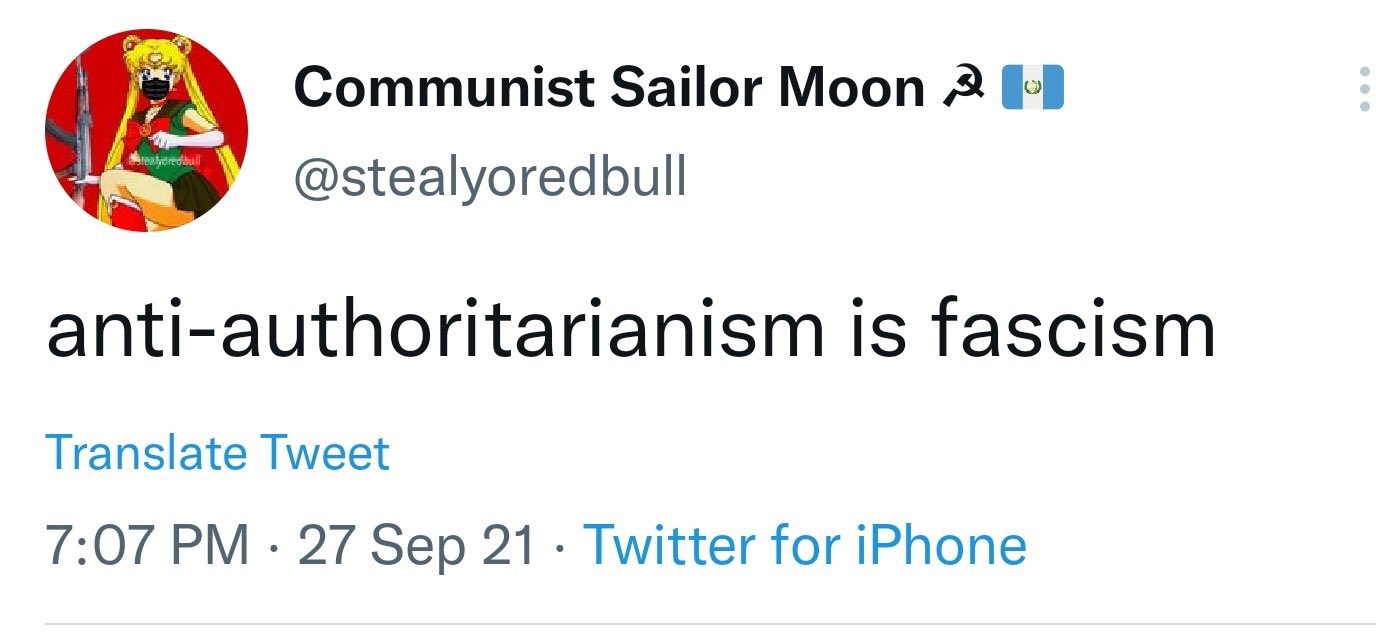 Communist Sailor Moon ☭ 🇬🇹
@stealyoredbull
@stealyoredbull
anti-authoritarianism is fascism
Translate Tweet
7:07 PM · 27 Sep 21 · Twitter for iPhone